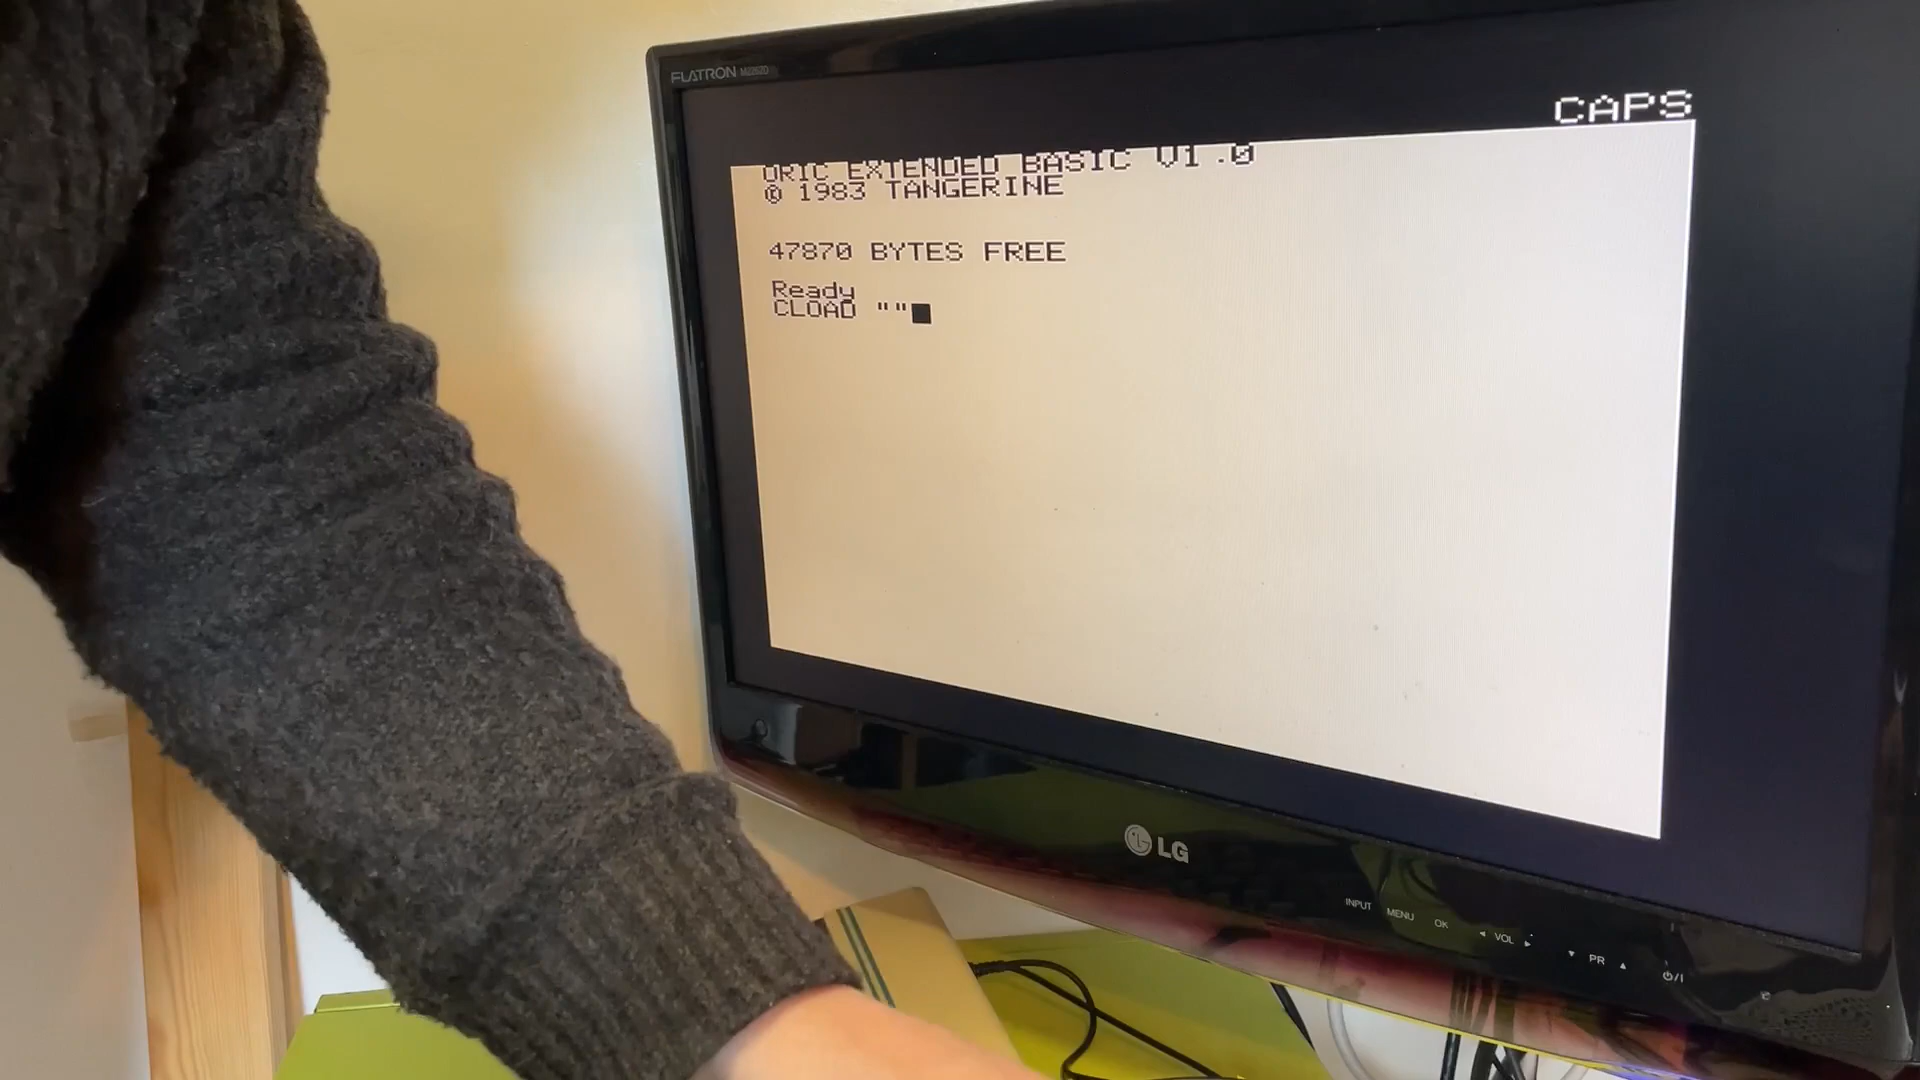 FLATRON M2262D
CAPS
ORIC EXTENDED BASIC V1.0
© 1983 TANGERINE
47870 BYTES FREE
Ready
CLOAD ""
LG
INPUT MENU OK ◄ VOL ► ▼ PR ▲ ⏻/I